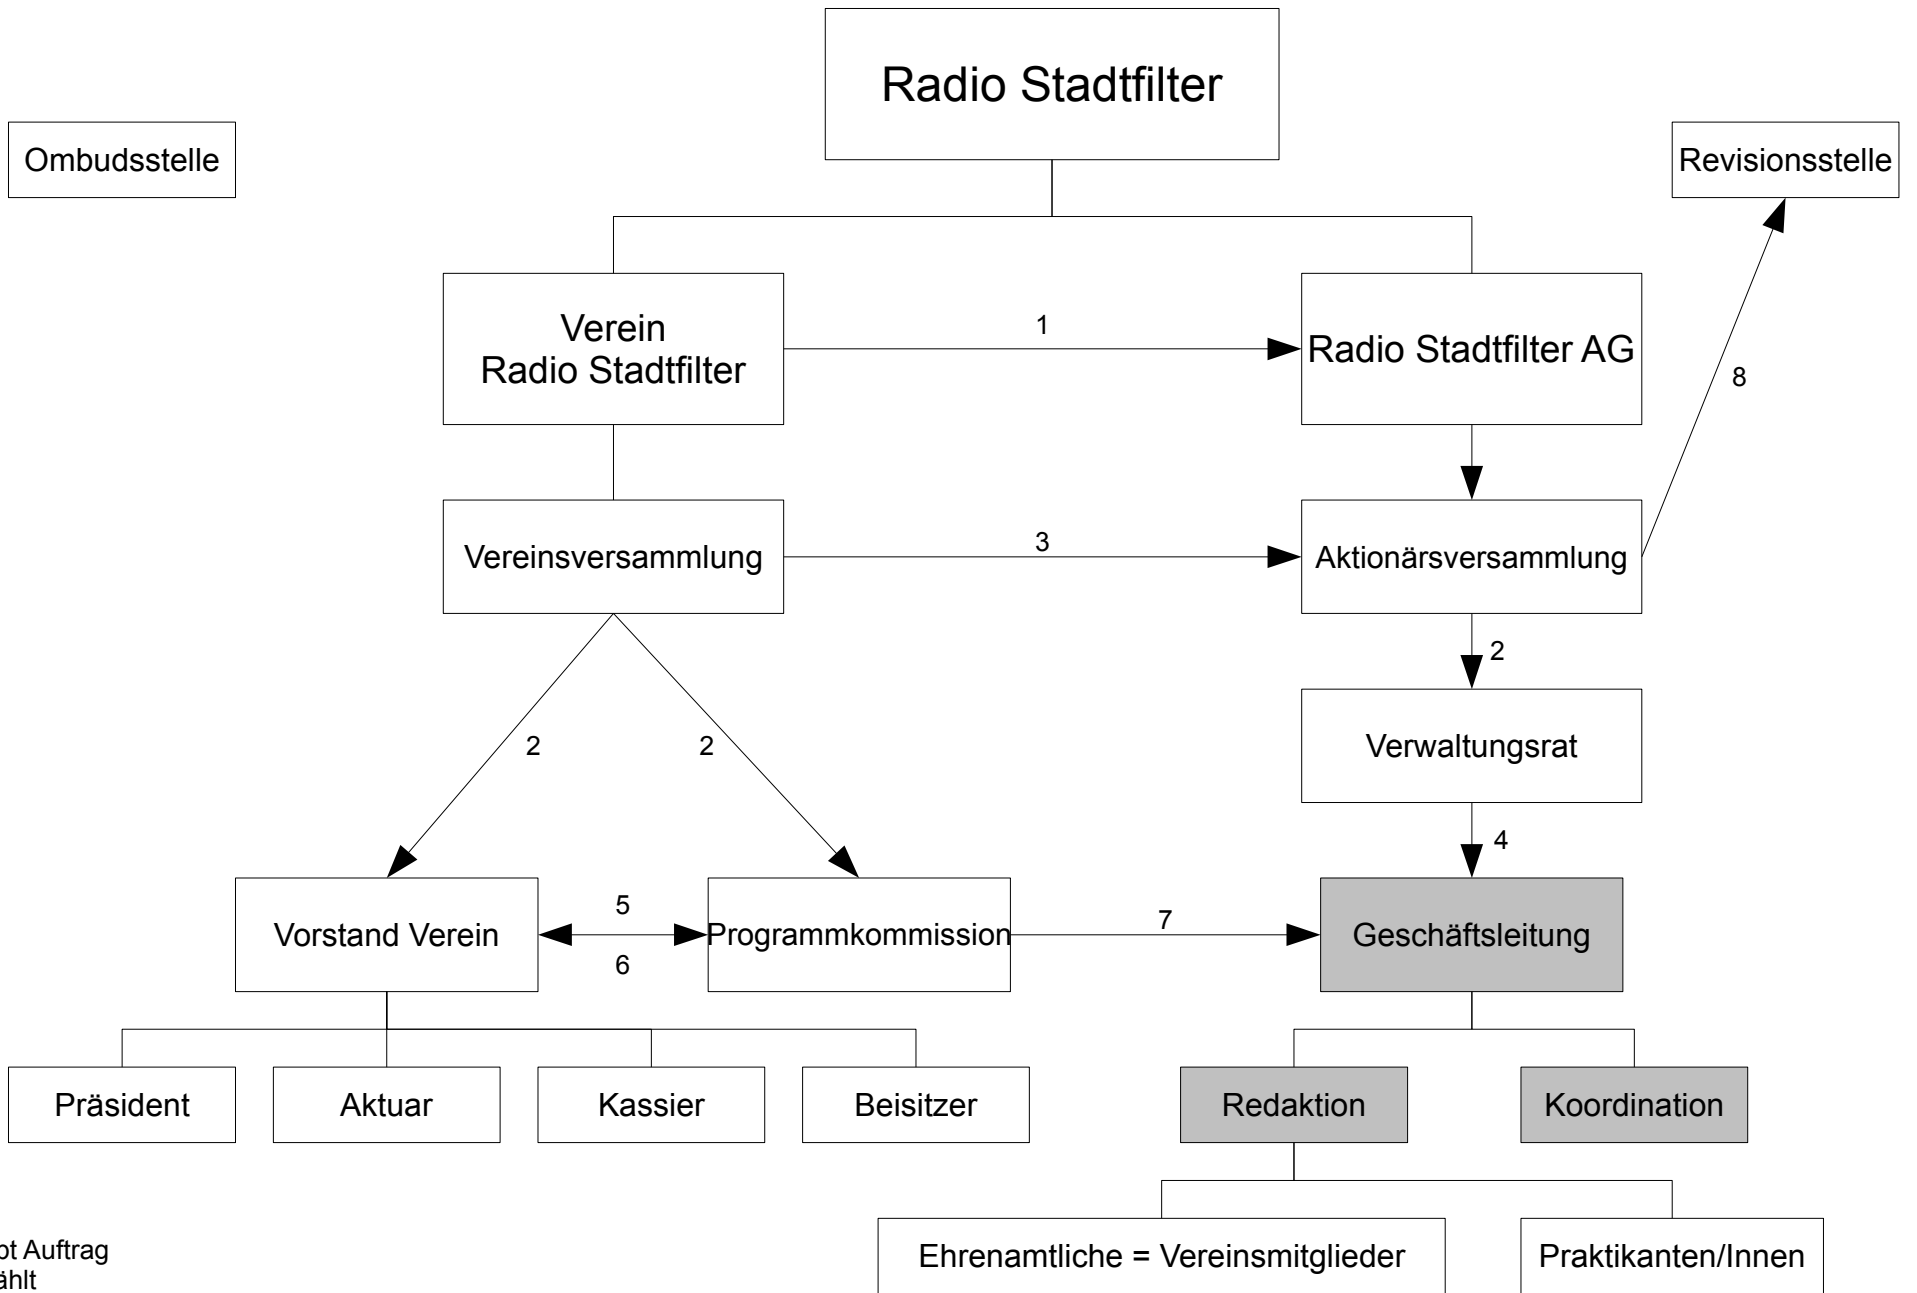 Radio Stadtfilter
Ombudsstelle
Revisionsstelle
Verein
Radio Stadtfilter
1
Radio Stadtfilter AG
8
Vereinsversammlung
3
Aktionärsversammlung
2
2
2
Verwaltungsrat
4
Vorstand Verein
5
6
Programmkommission
7
Geschäftsleitung
Präsident
Aktuar
Kassier
Beisitzer
Redaktion
Koordination
Ehrenamtliche = Vereinsmitglieder
Praktikanten/Innen
Auftrag